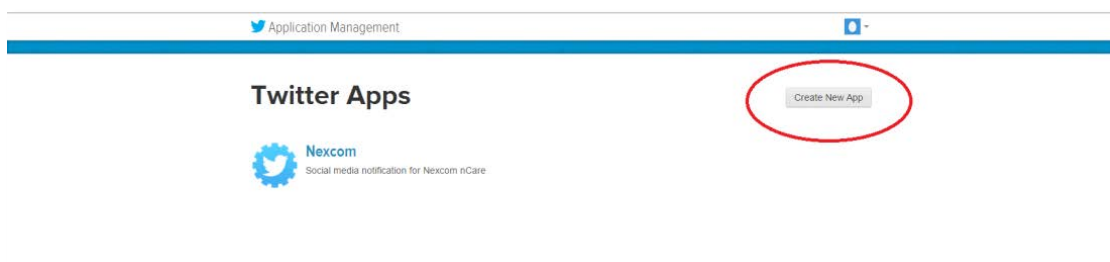 Application Management
Twitter Apps
Create New App
Nexcom
Social media notification for Nexcom nCare